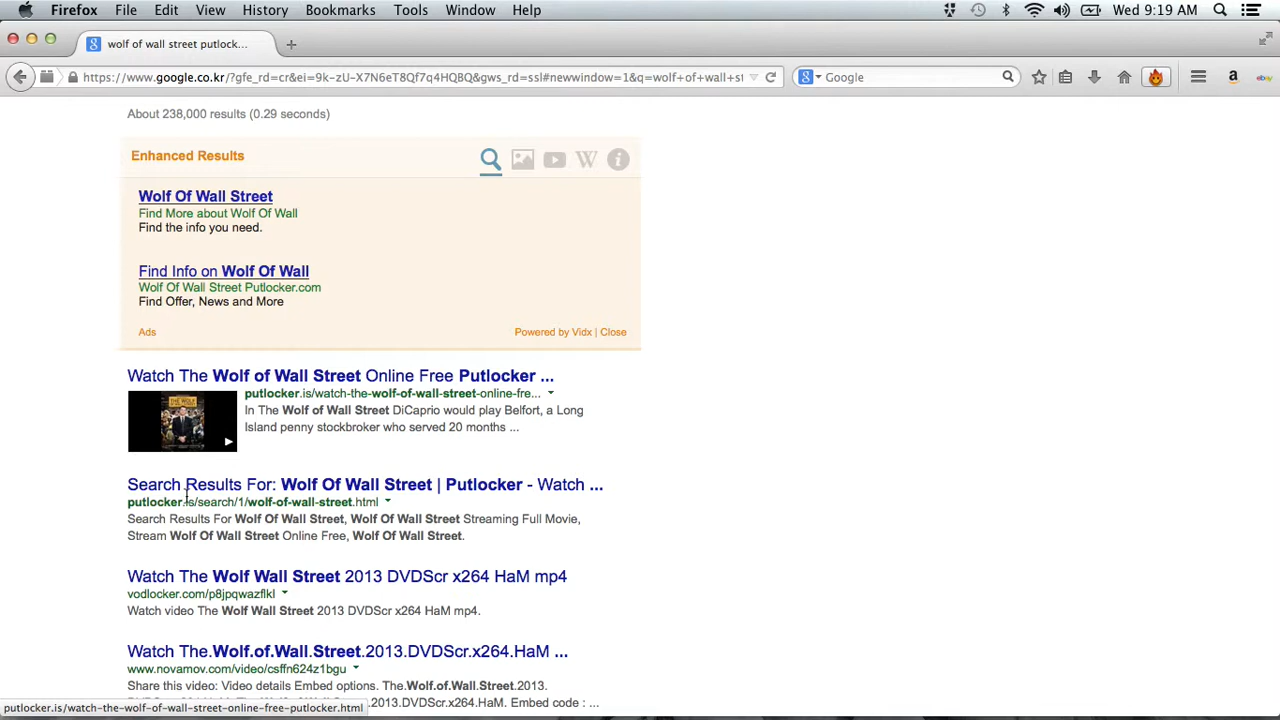 Firefox File Edit View History Bookmarks Tools Window Help Wed 9:19 AM
wolf of wall street putlock...
https://www.google.co.kr/?gfe_rd=cr&ei=9k-zU-X7N6eT8Qf7q4HQBQ&gws_rd=ssl#newwindow=1&q=wolf+of+wall+st Google
About 238,000 results (0.29 seconds)
Enhanced Results
Wolf Of Wall Street
Find More about Wolf Of Wall
Find the info you need.
Find Info on Wolf Of Wall
Wolf Of Wall Street Putlocker.com
Find Offer, News and More
Ads Powered by Vidx | Close
Watch The Wolf of Wall Street Online Free Putlocker ...
putlocker.is/watch-the-wolf-of-wall-street-online-fre...
In The Wolf of Wall Street DiCaprio would play Belfort, a Long
Island penny stockbroker who served 20 months ...
Search Results For: Wolf Of Wall Street | Putlocker - Watch ...
putlocker.is/search/1/wolf-of-wall-street.html
Search Results For Wolf Of Wall Street, Wolf Of Wall Street Streaming Full Movie,
Stream Wolf Of Wall Street Online Free, Wolf Of Wall Street.
Watch The Wolf Wall Street 2013 DVDScr x264 HaM mp4
vodlocker.com/p8jpqwazflkl
Watch video The Wolf Wall Street 2013 DVDScr x264 HaM mp4.
Watch The.Wolf.of.Wall.Street.2013.DVDScr.x264.HaM ...
www.novamov.com/video/csffn624z1bgu
Share this video: Video details Embed options. The.Wolf.of.Wall.Street.2013.
HaM. Embed code : ...
putlocker.is/watch-the-wolf-of-wall-street-online-free-putlocker.html